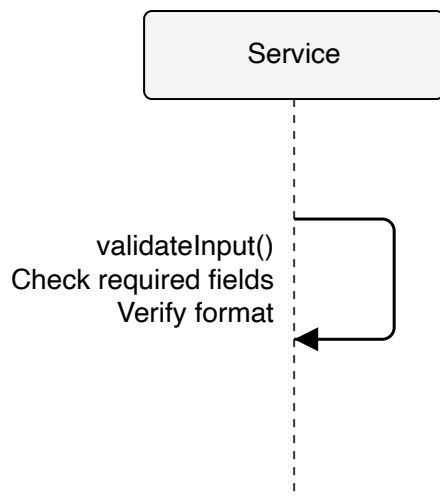 Service
validateInput()
Check required fields
Verify format